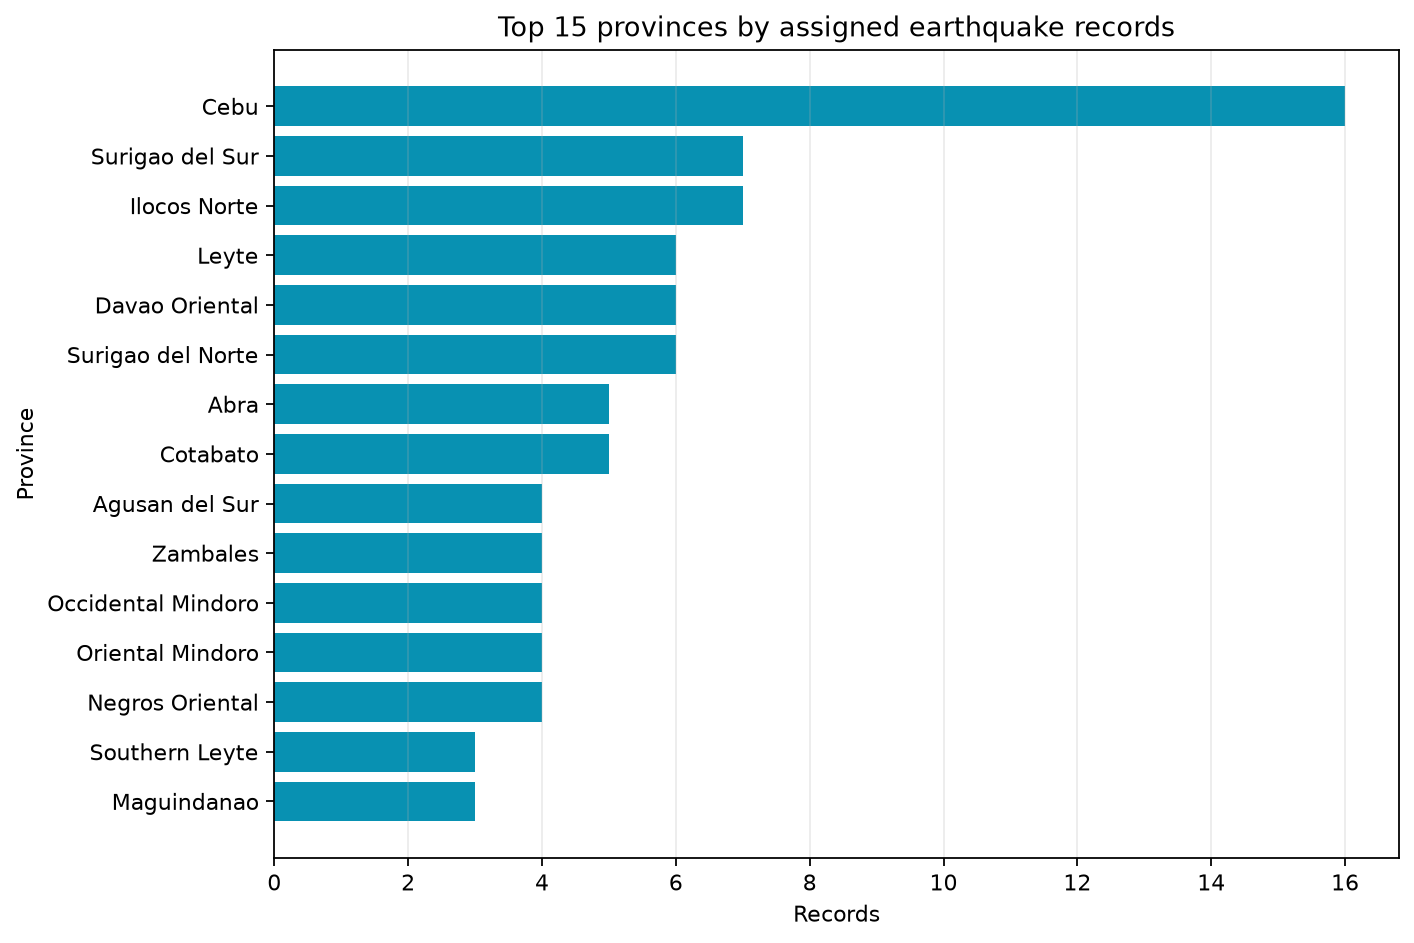 Top 15 provinces by assigned earthquake records
Province
Cebu
Surigao del Sur
Ilocos Norte
Leyte
Davao Oriental
Surigao del Norte
Abra
Cotabato
Agusan del Sur
Zambales
Occidental Mindoro
Oriental Mindoro
Negros Oriental
Southern Leyte
Maguindanao
0 2 4 6 8 10 12 14 16
Records